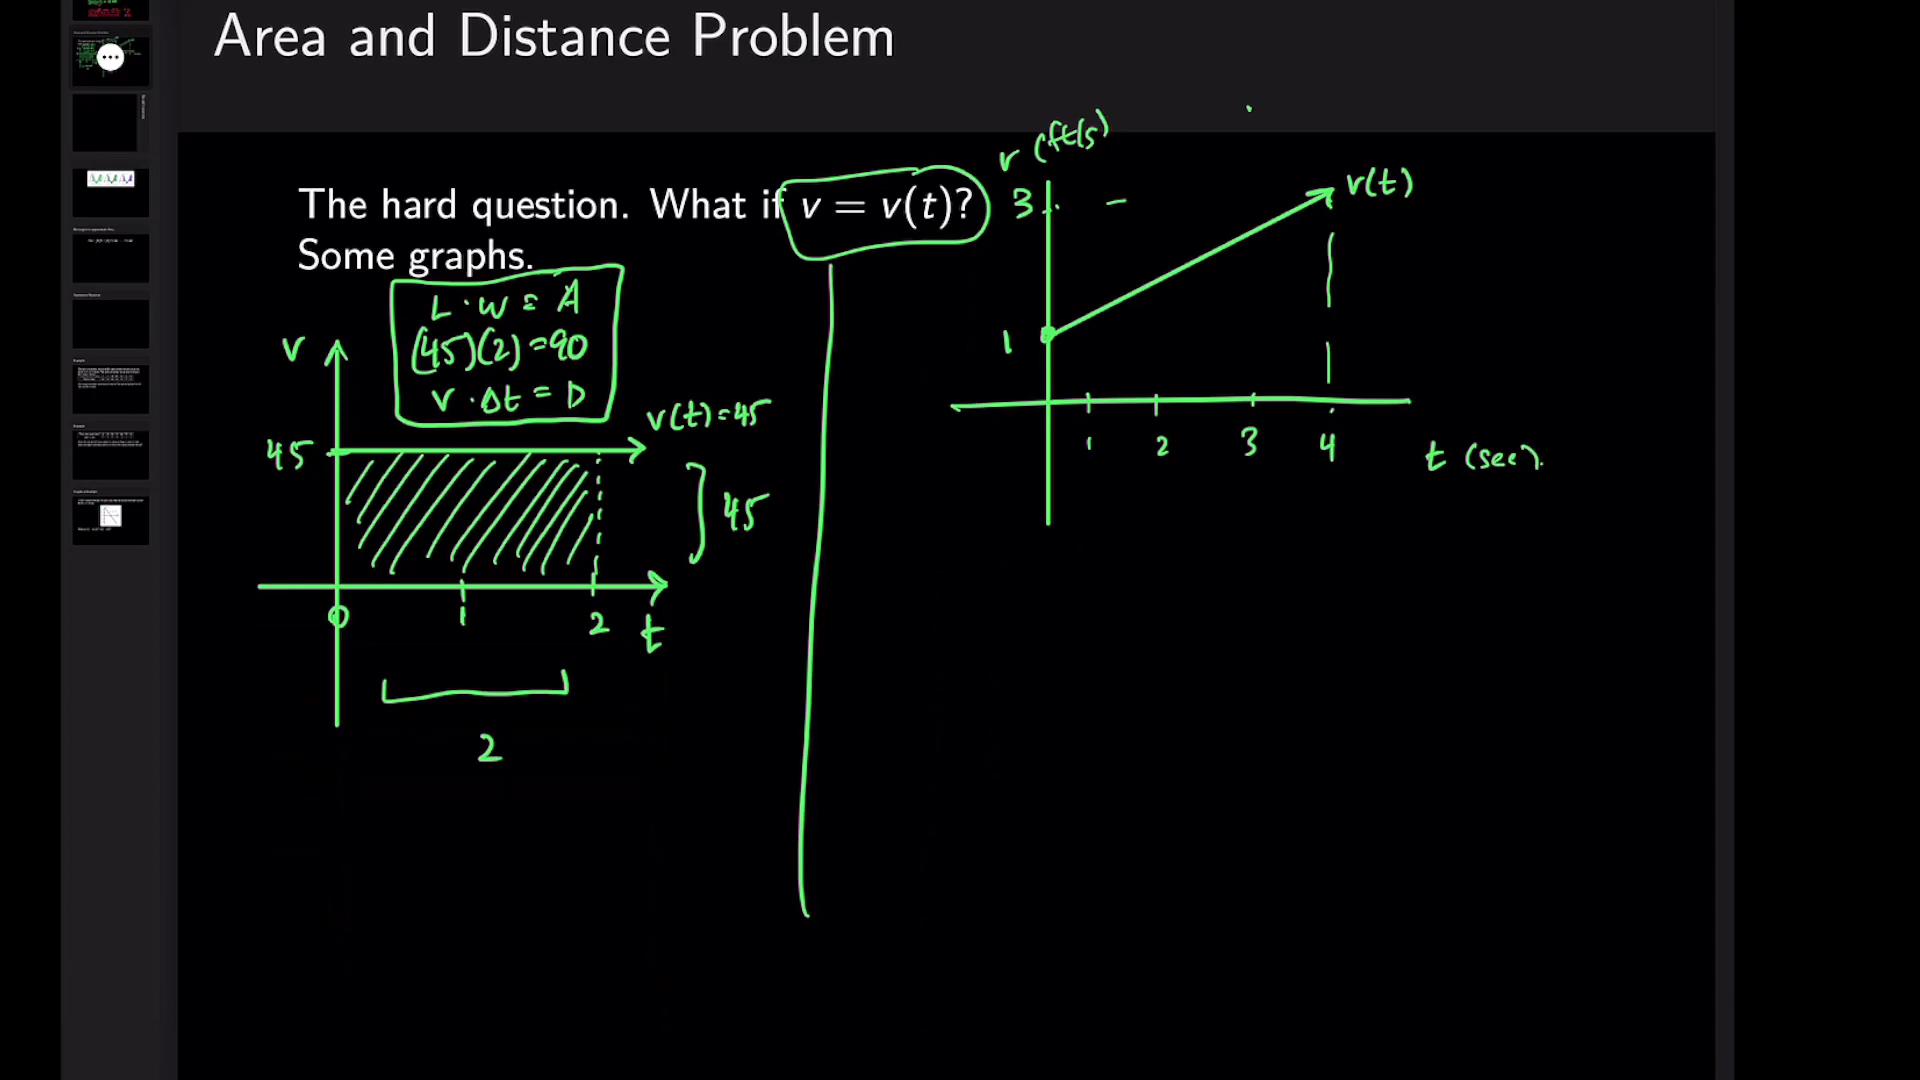 Area and Distance Problem
The hard question. What if v = v(t)?
Some graphs.
L · W = A
(45)(2) = 90
v · Δt = D
v
45
v(t) = 45
45
0
1
2
t
2
v (ft/s)
3
v(t)
1
1
2
3
4
t (sec).